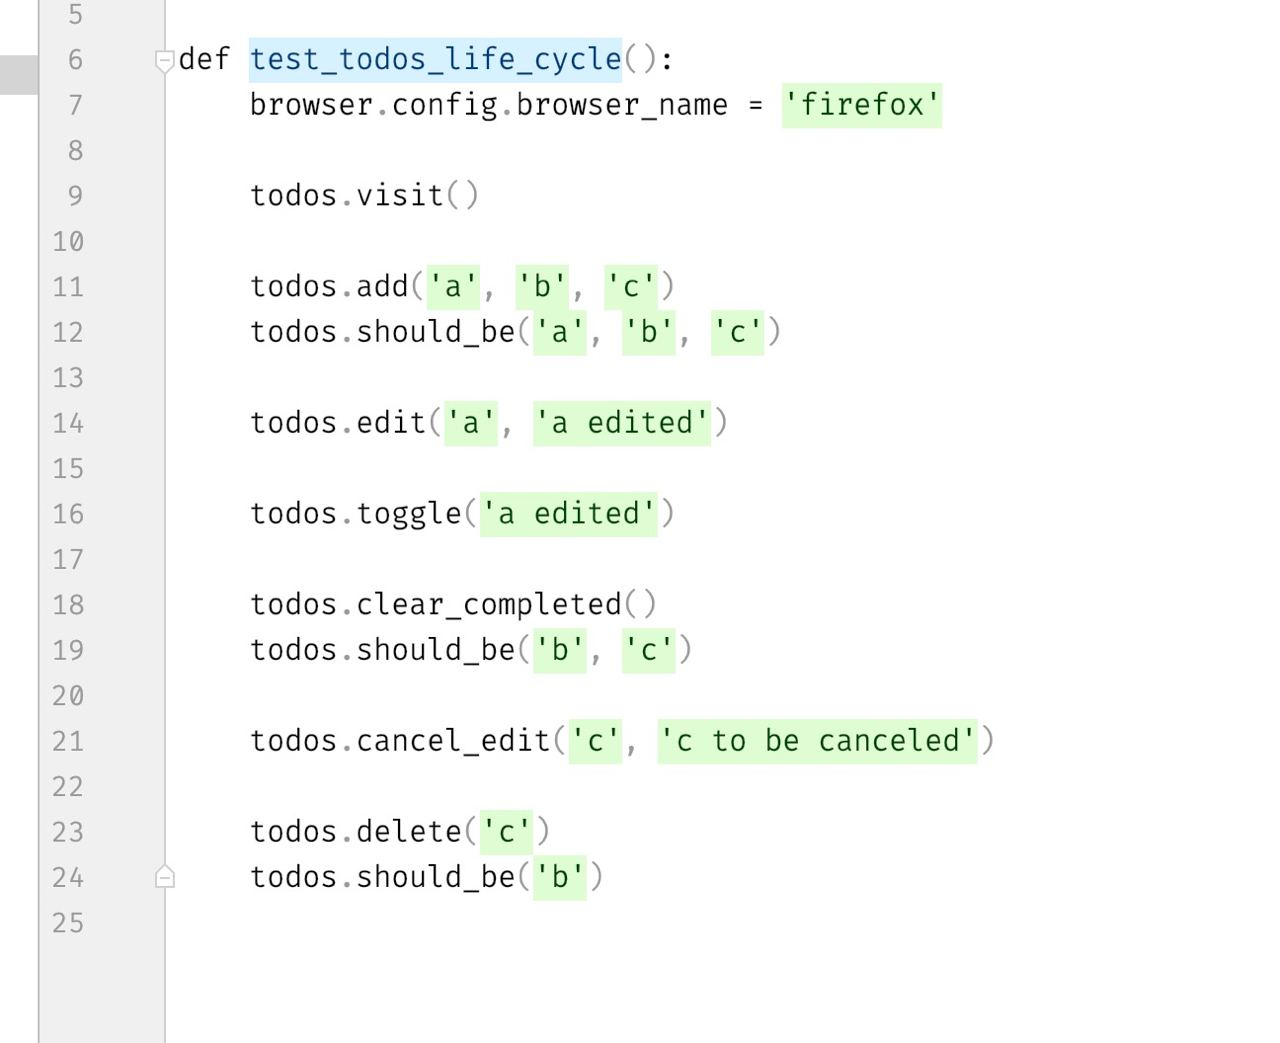 5
6 def test_todos_life_cycle():
7 browser.config.browser_name = 'firefox'
8
9 todos.visit()
10
11 todos.add('a', 'b', 'c')
12 todos.should_be('a', 'b', 'c')
13
14 todos.edit('a', 'a edited')
15
16 todos.toggle('a edited')
17
18 todos.clear_completed()
19 todos.should_be('b', 'c')
20
21 todos.cancel_edit('c', 'c to be canceled')
22
23 todos.delete('c')
24 todos.should_be('b')
25